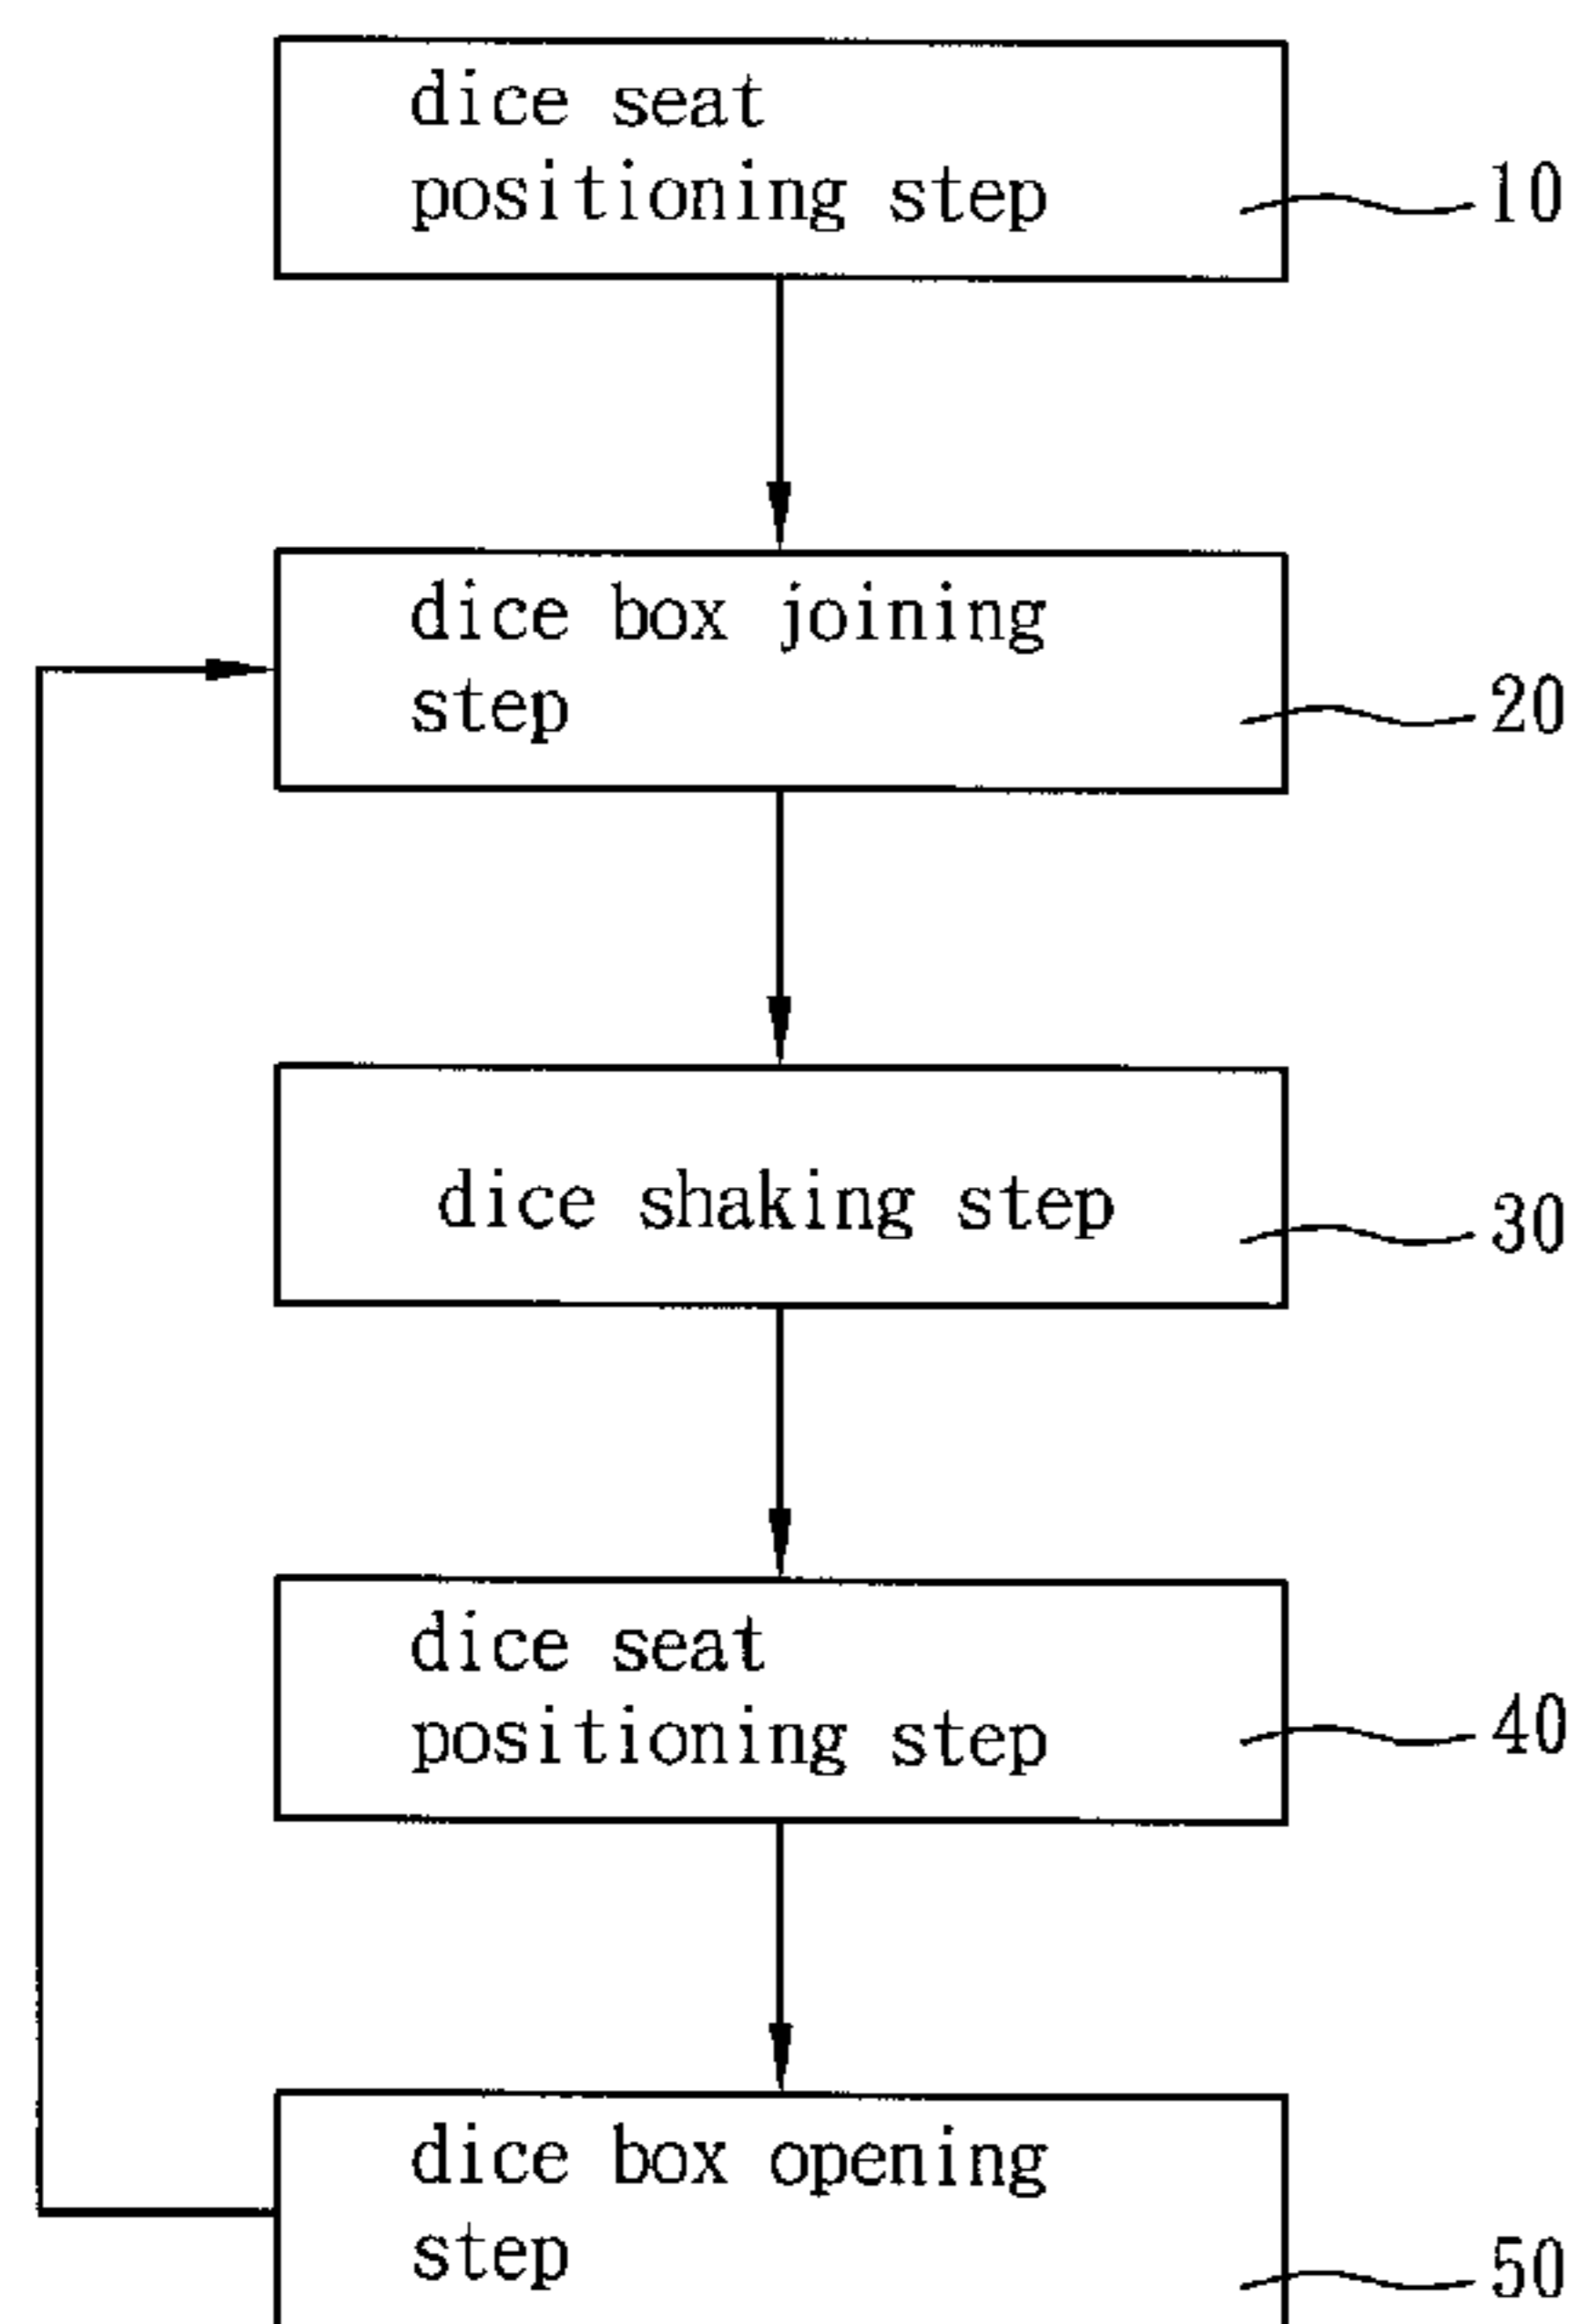 dice seat
positioning step
10
dice box joining
step
20
dice shaking step
30
dice seat
positioning step
40
dice box opening
step
50